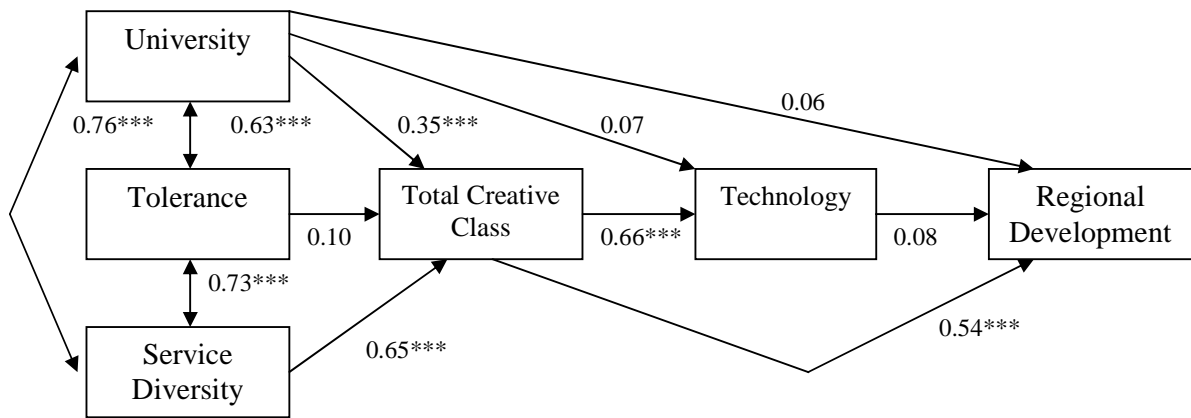 University
0.06
0.76***
0.63***
0.35***
0.07
Tolerance
Total Creative
Class
Technology
Regional
Development
0.10
0.66***
0.08
0.73***
0.65***
0.54***
Service
Diversity